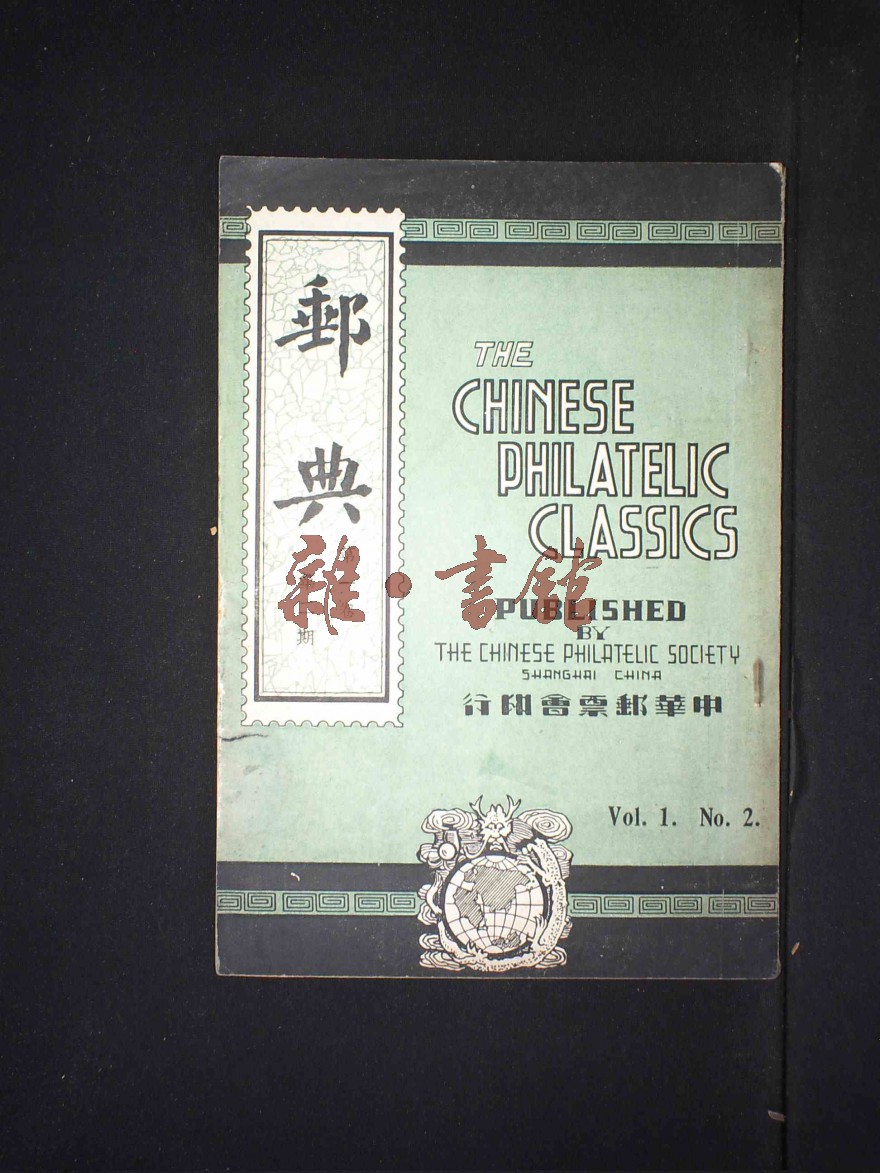 郵典
期
THE
CHINESE
PHILATELIC
CLASSICS
PUBLISHED
BY
THE CHINESE PHILATELIC SOCIETY
SHANGHAI CHINA
行印會票郵華中
Vol. 1. No. 2.
雜·書館